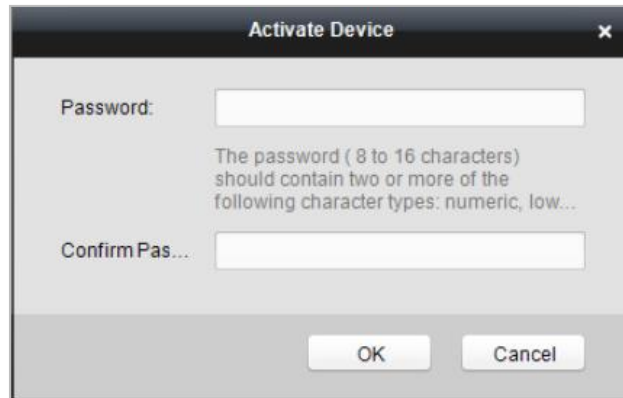 Activate Device ×
Password:
The password ( 8 to 16 characters)
should contain two or more of the
following character types: numeric, low...
Confirm Pas...
OK Cancel